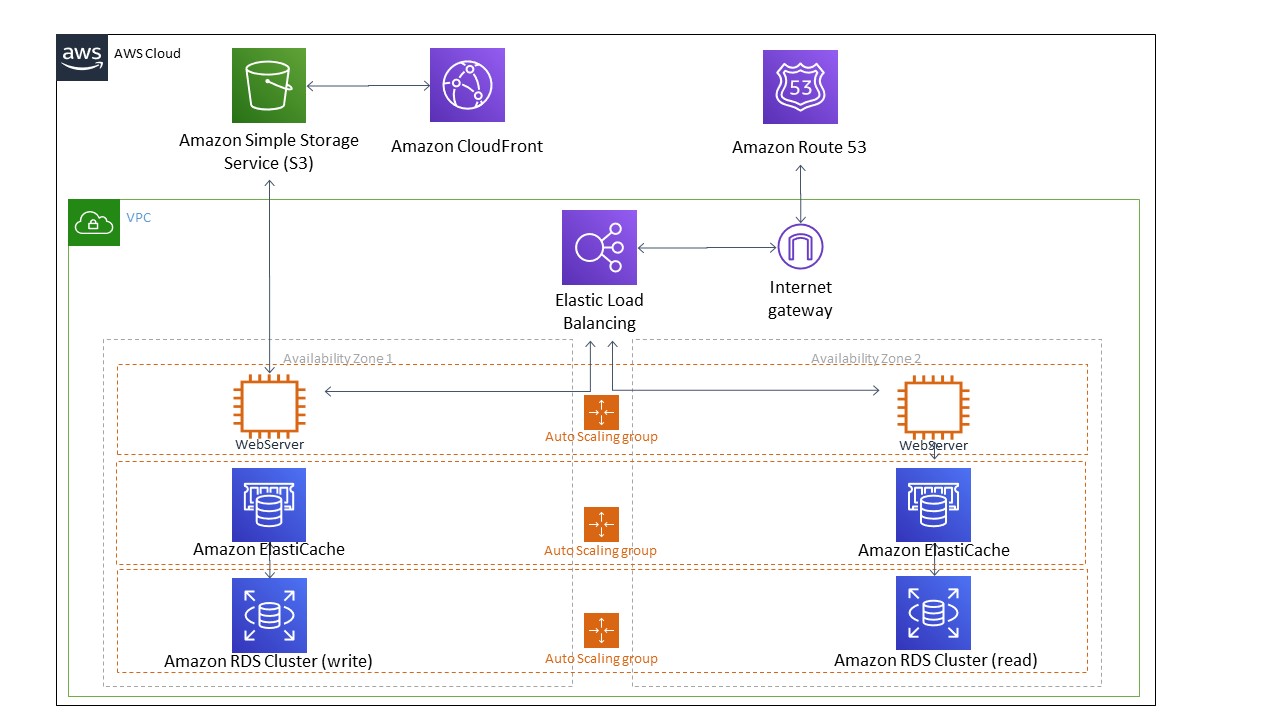 aws
AWS Cloud
53
Amazon Simple Storage
Service (S3)
Amazon CloudFront
Amazon Route 53
VPC
Elastic Load
Balancing
Internet
gateway
Availability Zone 1
Availability Zone 2
WebServer
Auto Scaling group
WebServer
Amazon ElastiCache
Auto Scaling group
Amazon ElastiCache
Amazon RDS Cluster (write)
Auto Scaling group
Amazon RDS Cluster (read)